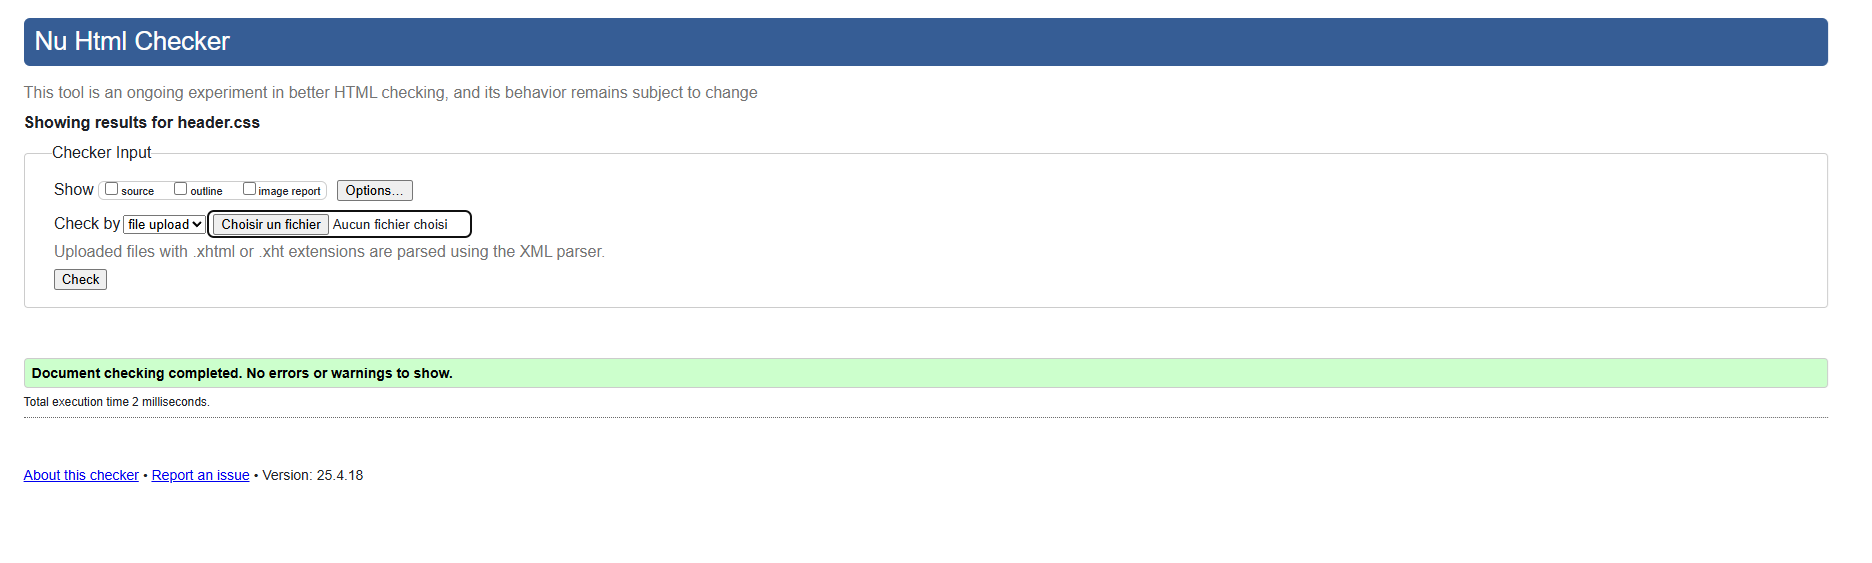 Nu Html Checker
This tool is an ongoing experiment in better HTML checking, and its behavior remains subject to change
Showing results for header.css
Checker Input
Show source outline image report Options...
Check by file upload Choisir un fichier Aucun fichier choisi
Uploaded files with .xhtml or .xht extensions are parsed using the XML parser.
Check
Document checking completed. No errors or warnings to show.
Total execution time 2 milliseconds.
About this checker • Report an issue • Version: 25.4.18